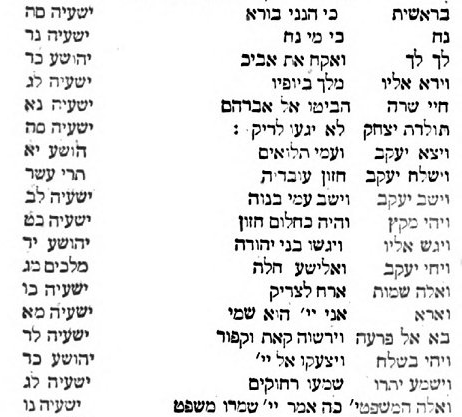 בראשית כי הנני בורא ישעיה סה
נח כי מי נח ישעיה נד
לך לך ואקח את אביכ יהושע כד
וירא אליו מלך ביופיו ישעיה לג
חיי שרה הביטו אל אברהם ישעיה נא
תולדת יצחק לא יגעו לריק : ישעיה סה
ויצא יעקב ועמי תלואים הושע יא
וישלח יעקב חזון עובדיה תרי עשר
וישב יעקב וישב עמי בנוה ישעיה לב
ויהי מקץ והיה כחלום חזון ישעיה כט
ויגש אליו ויגשו בני יהודה יהושע יד
ויחי יעקב ואלישע חלה מלכים מג
ואלה שמות ארח לצדיק ישעיה כו
וארא אני יי׳ הוא שמי ישעיה מא
בא אל פרעה וירשוה קאת וקפוד ישעיה לד
ויהי בשלח ויצעקו אל יי׳ יהושע כד
וישמע יתרו שמעו רחוקים ישעיה לג
ואלה המשפטי׳ כה אמר יי׳ שמרו משפט ישעיה נו